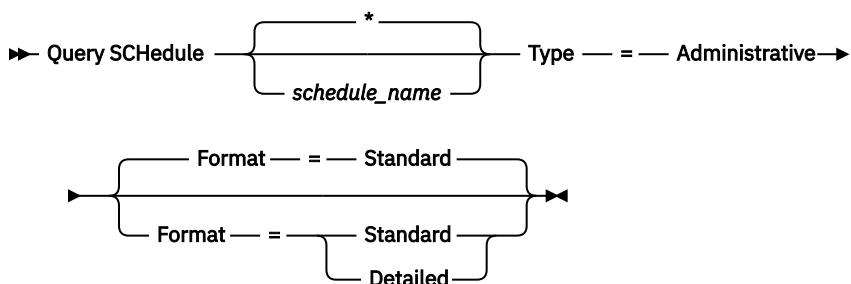 *
Query SCHedule Type = Administrative
schedule_name
Format = Standard
Format = Standard
Detailed